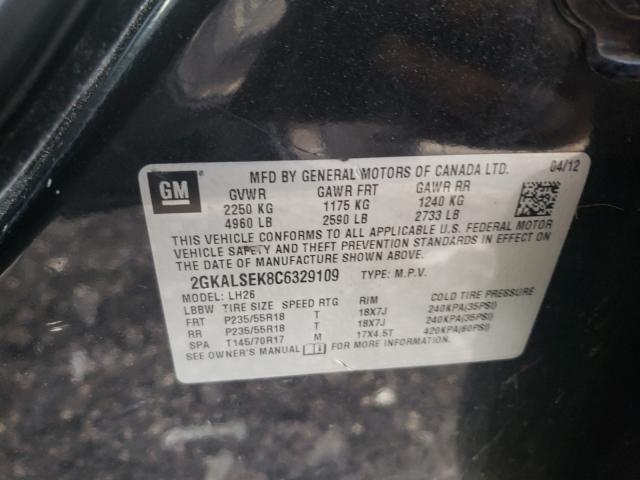 GM
MFD BY GENERAL MOTORS OF CANADA LTD. 04/12
GVWR GAWR FRT GAWR RR
2250 KG 1175 KG 1240 KG
4960 LB 2590 LB 2733 LB
THIS VEHICLE CONFORMS TO ALL APPLICABLE U.S. FEDERAL MOTOR
VEHICLE SAFETY AND THEFT PREVENTION STANDARDS IN EFFECT ON
THE DATE OF MANUFACTURE SHOWN ABOVE.
2GKALSEK8C6329109 TYPE: M.P.V.
MODEL: LH26
LBBW TIRE SIZE SPEED RTG RIM COLD TIRE PRESSURE
FRT P235/55R18 T 18X7J 240KPA(35PSI)
RR P235/55R18 T 18X7J 240KPA(35PSI)
SPA T145/70R17 M 17X4.5T 420KPA(60PSI)
SEE OWNER'S MANUAL FOR MORE INFORMATION.